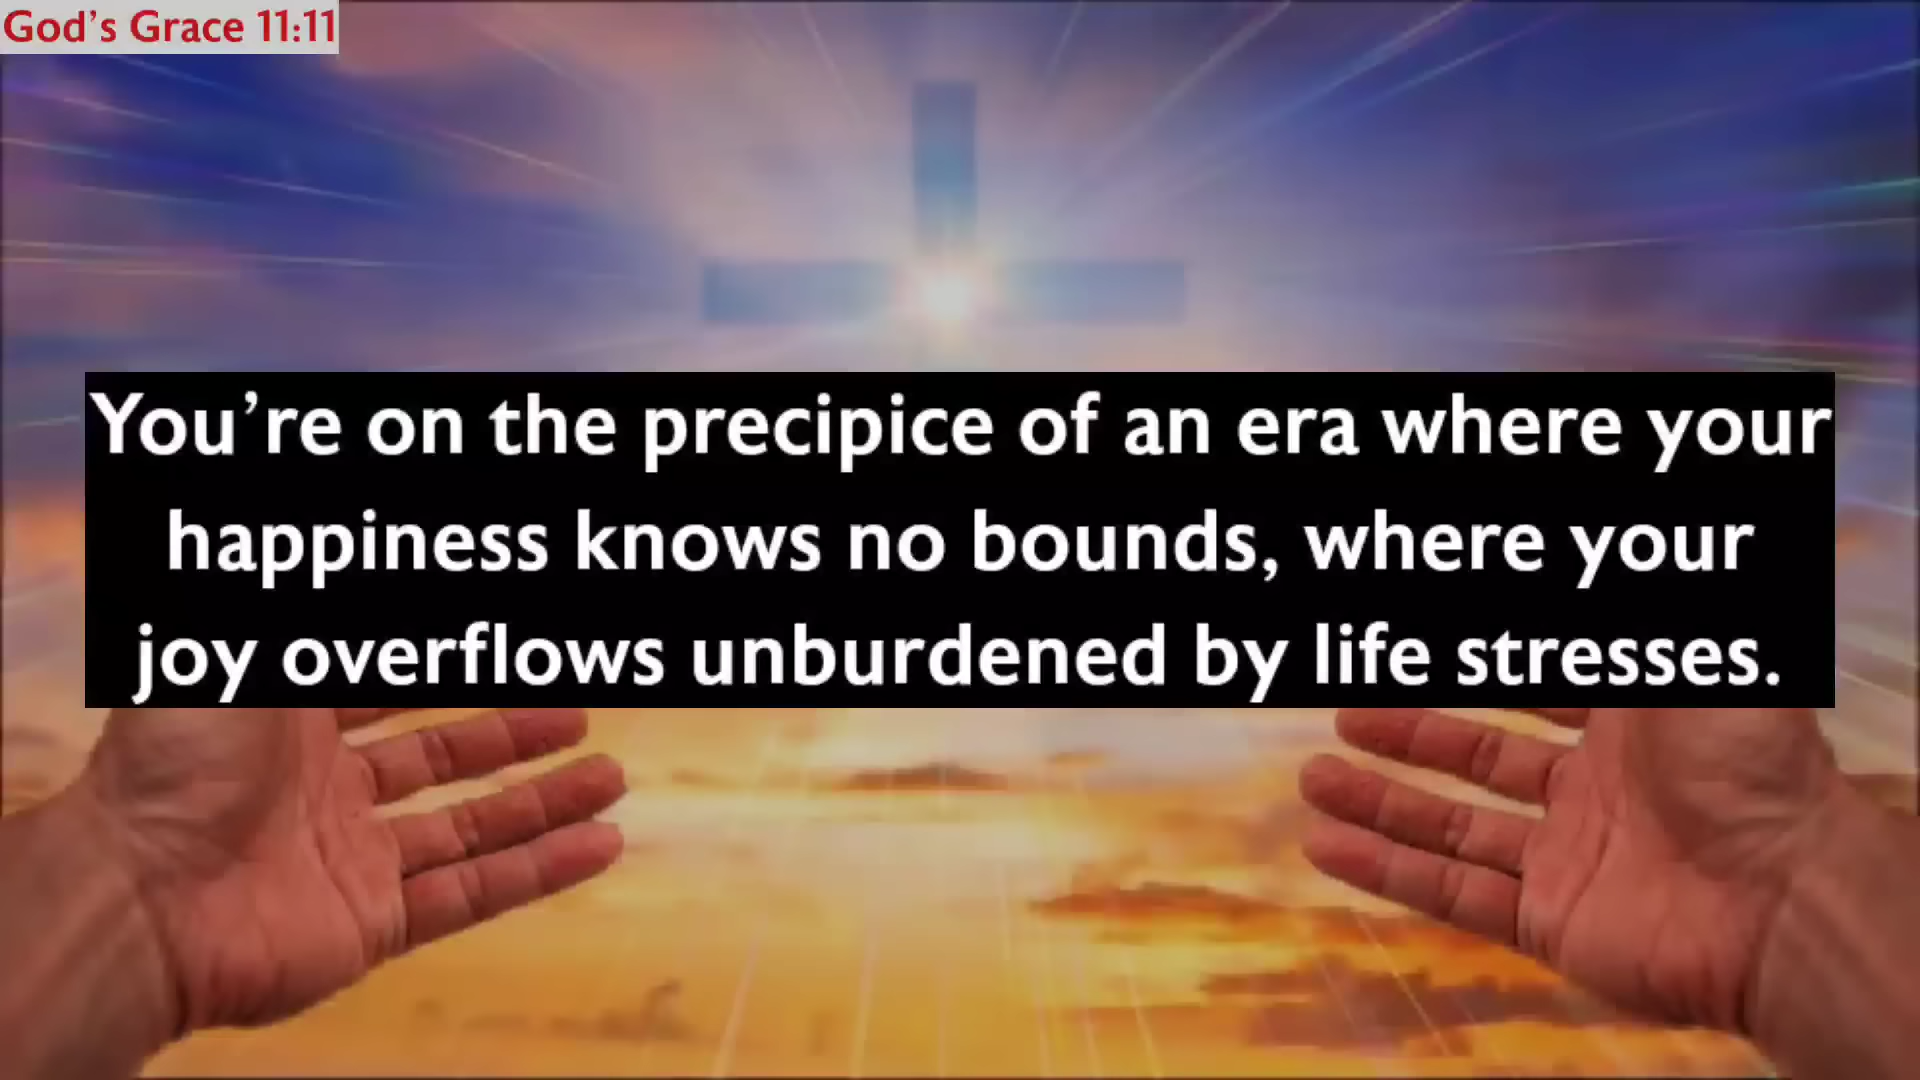 God's Grace 11:11
You're on the precipice of an era where your
happiness knows no bounds, where your
joy overflows unburdened by life stresses.